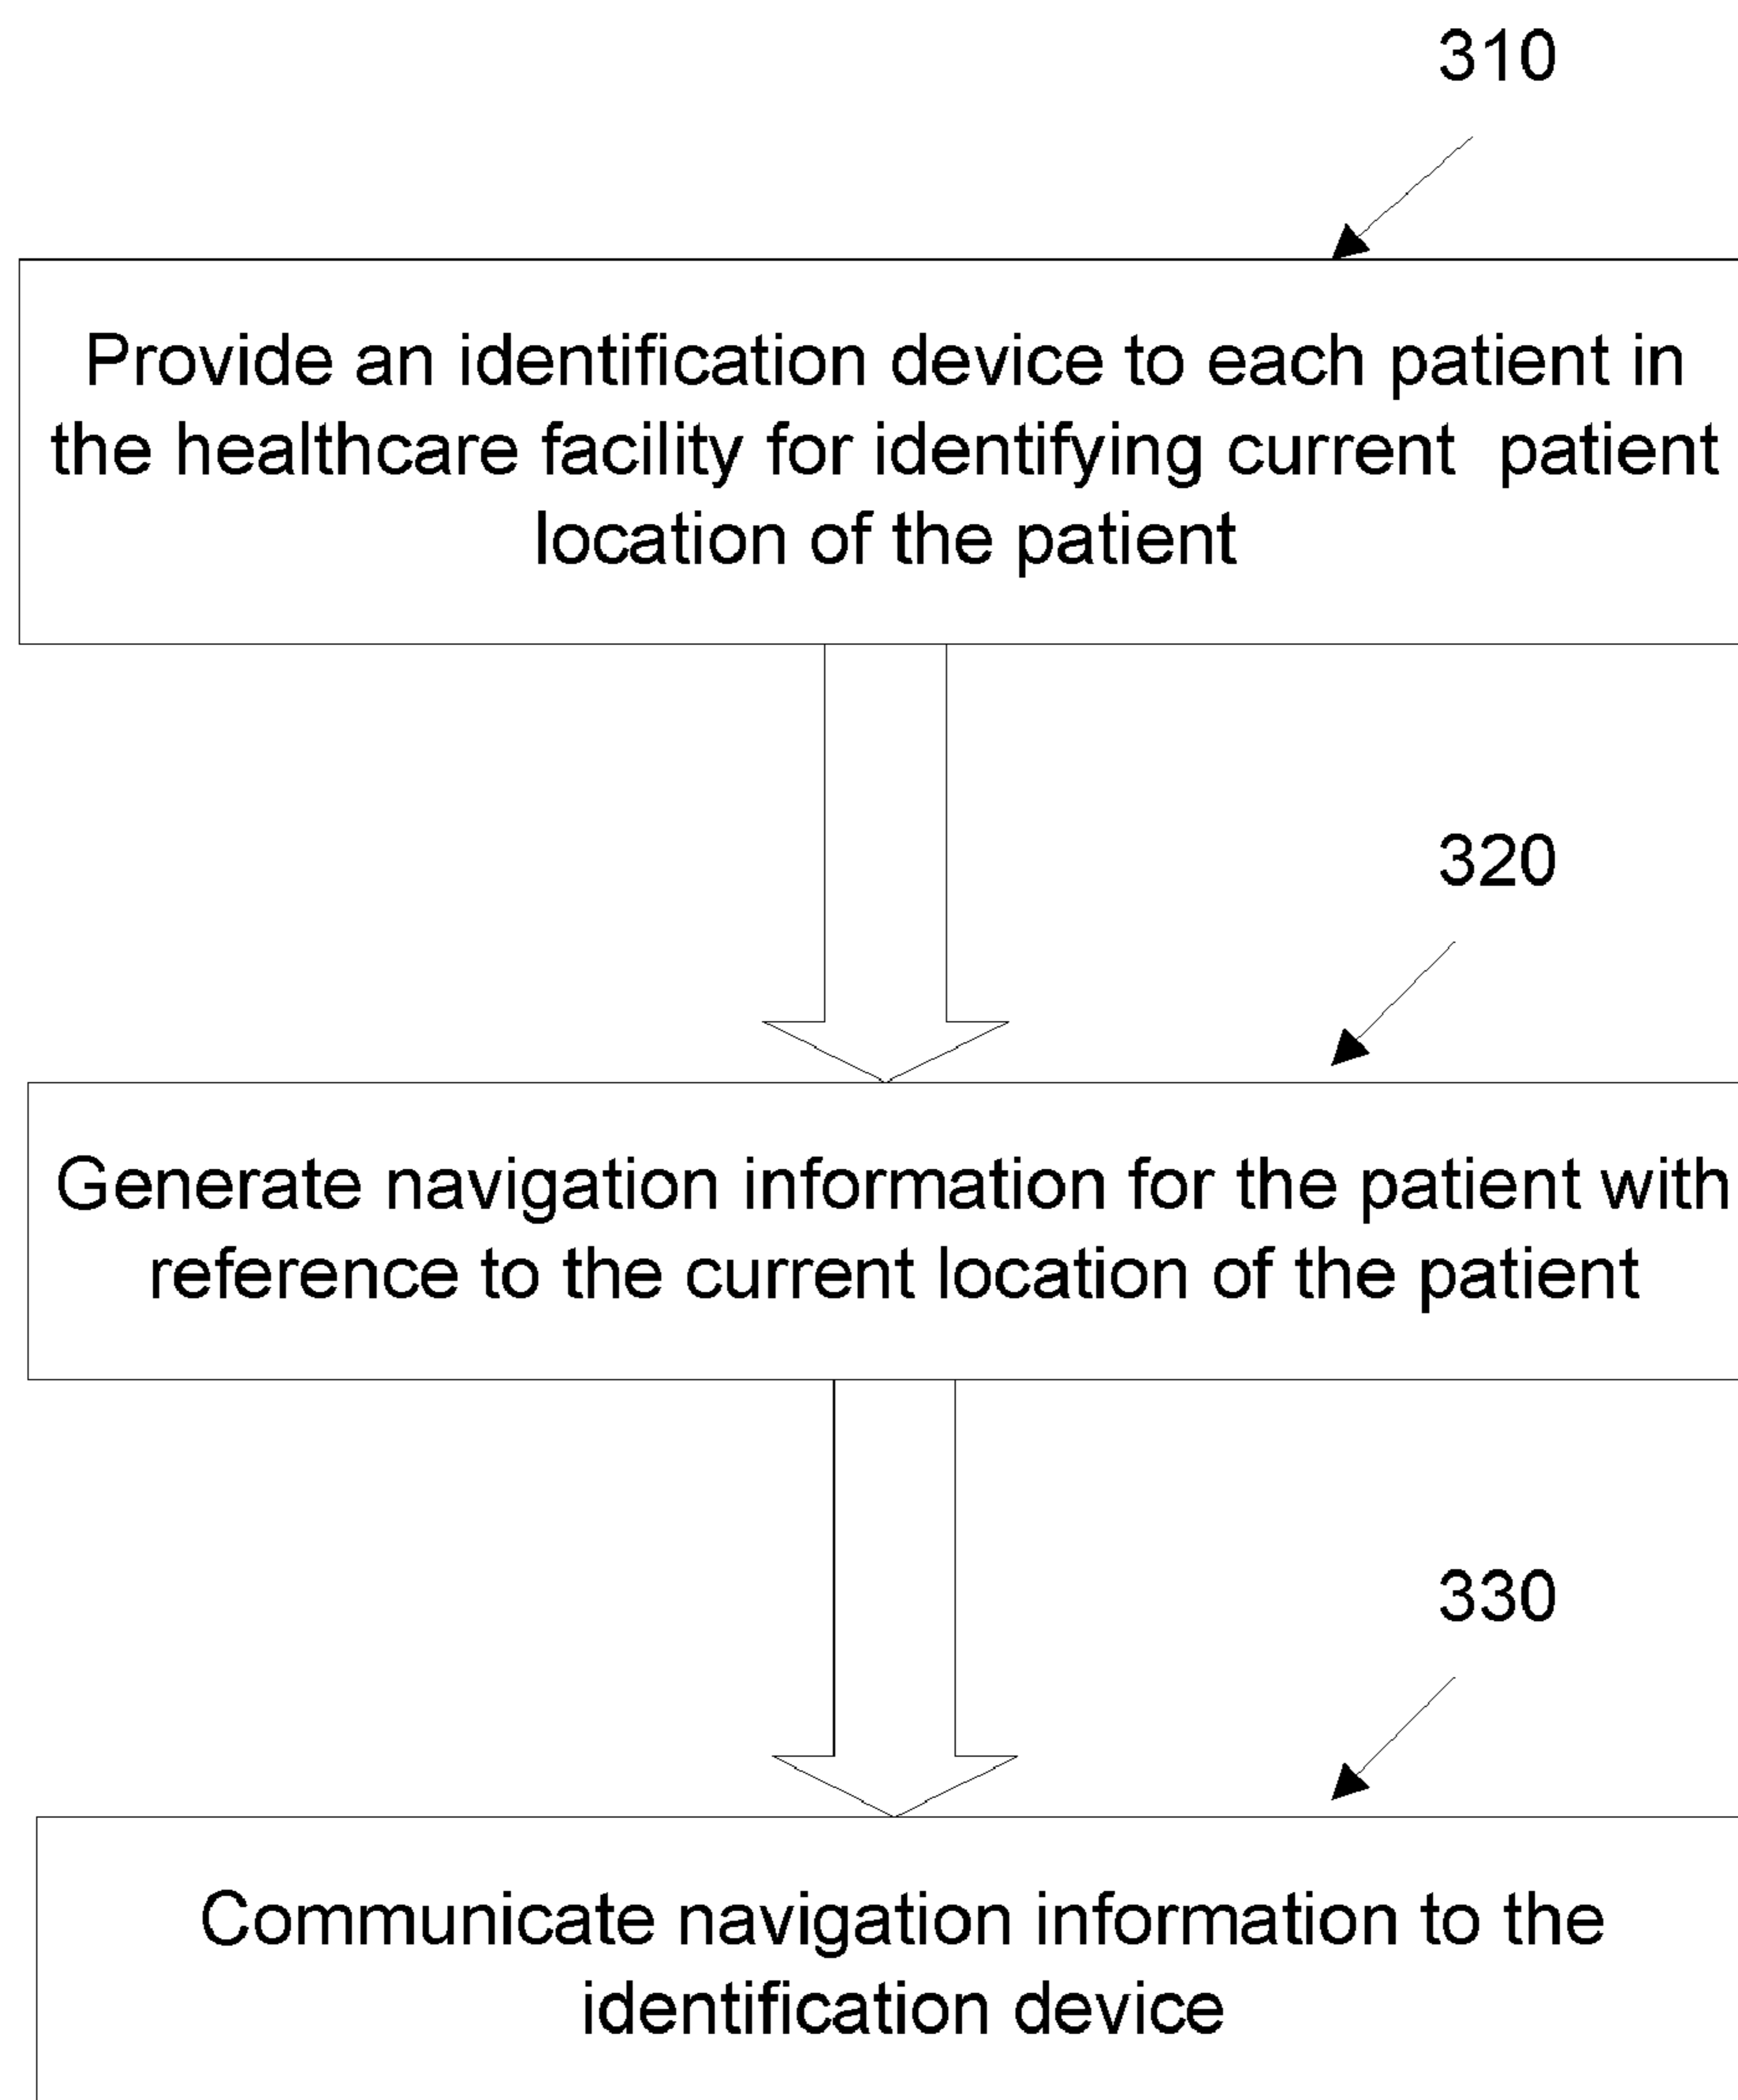 310
Provide an identification device to each patient in
the healthcare facility for identifying current patient
location of the patient
320
Generate navigation information for the patient with
reference to the current location of the patient
330
Communicate navigation information to the
identification device